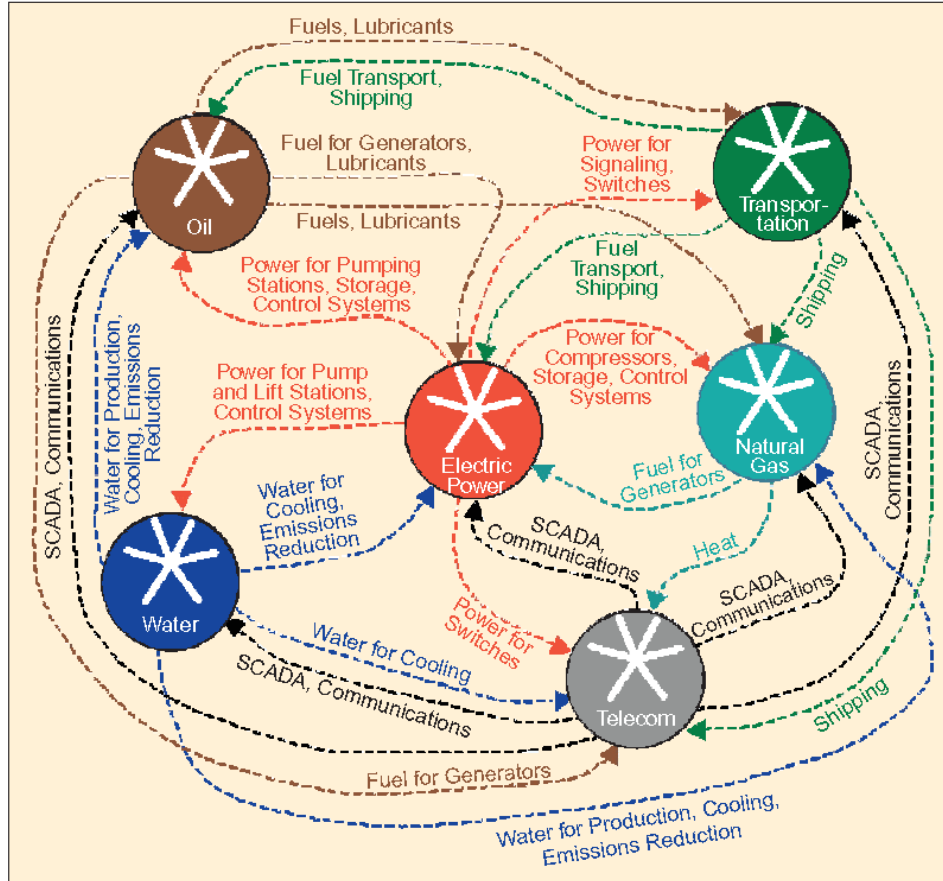 Fuels, Lubricants
Fuel Transport,
Shipping
Fuel for Generators,
Lubricants
Power for
Signaling,
Switches
Oil
Fuels, Lubricants
Transpor-
tation
Power for Pumping
Stations, Storage,
Control Systems
Fuel
Transport,
Shipping
Shipping
Power for
Compressors,
Storage, Control
Systems
Power for Pump
and Lift Stations,
Control Systems
SCADA, Communications
Water for Production,
Cooling, Emissions
Reduction
SCADA,
Communications
Electric
Power
Natural
Gas
Fuel for
Generators
Water for
Cooling,
Emissions
Reduction
SCADA,
Communications
Heat
SCADA,
Communications
Water
Power for
Switches
Water for Cooling
SCADA, Communications
Telecom
Shipping
Fuel for Generators
Water for Production, Cooling,
Emissions Reduction